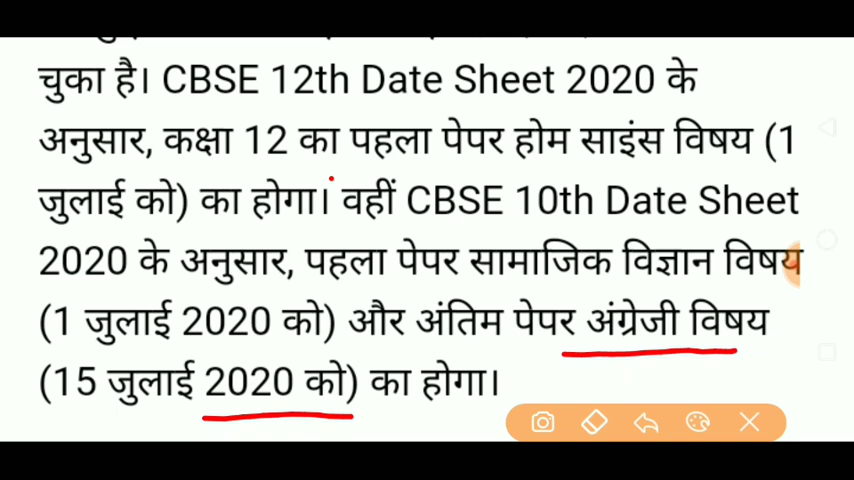 चुका है। CBSE 12th Date Sheet 2020 के
अनुसार, कक्षा 12 का पहला पेपर होम साइंस विषय (1
जुलाई को) का होगा। वहीं CBSE 10th Date Sheet
2020 के अनुसार, पहला पेपर सामाजिक विज्ञान विषय
(1 जुलाई 2020 को) और अंतिम पेपर अंग्रेजी विषय
(15 जुलाई 2020 को) का होगा।